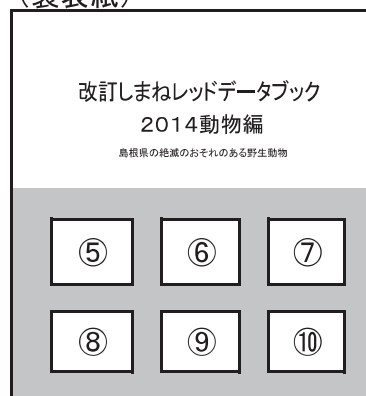 （裏表紙）
改訂しまねレッドデータブック
2014動物編
島根県の絶滅のおそれのある野生動物
⑤ ⑥ ⑦
⑧ ⑨ ⑩